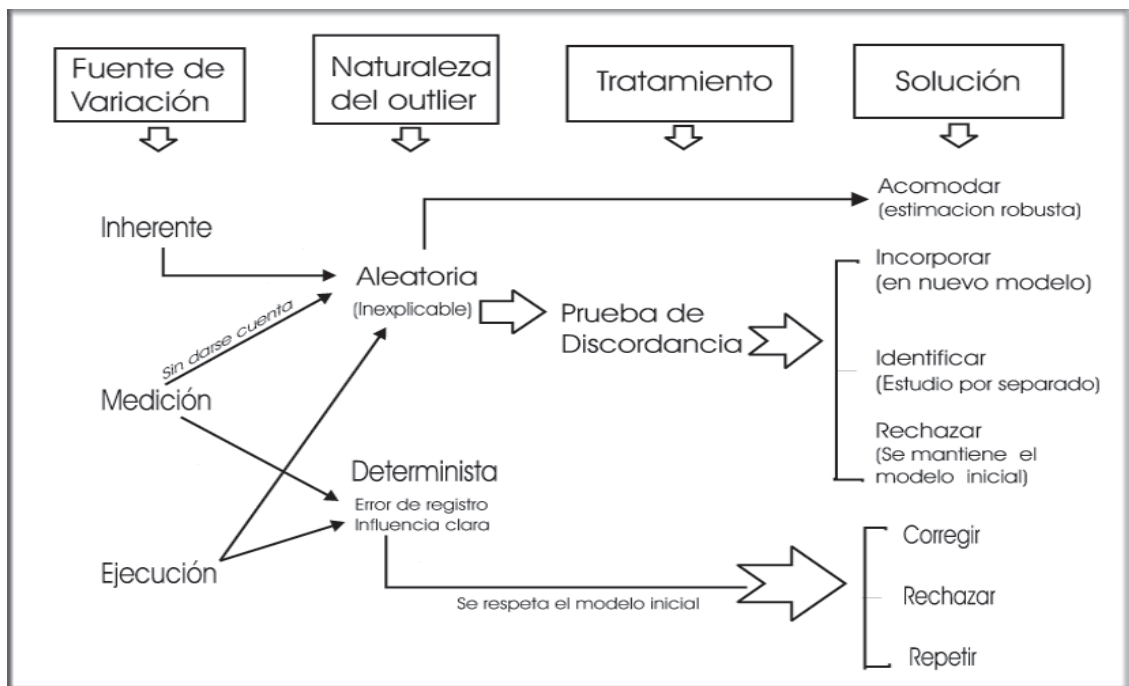 Fuente de
Variación
Naturaleza
del outlier
Tratamiento
Solución
Inherente
Sin darse cuenta
Medición
Ejecución
Aleatoria
(Inexplicable)
Determinista
Error de registro
Influencia clara
Prueba de
Discordancia
Se respeta el modelo inicial
Acomodar
(estimacion robusta)
Incorporar
(en nuevo modelo)
Identificar
(Estudio por separado)
Rechazar
(Se mantiene el
modelo inicial)
Corregir
Rechazar
Repetir